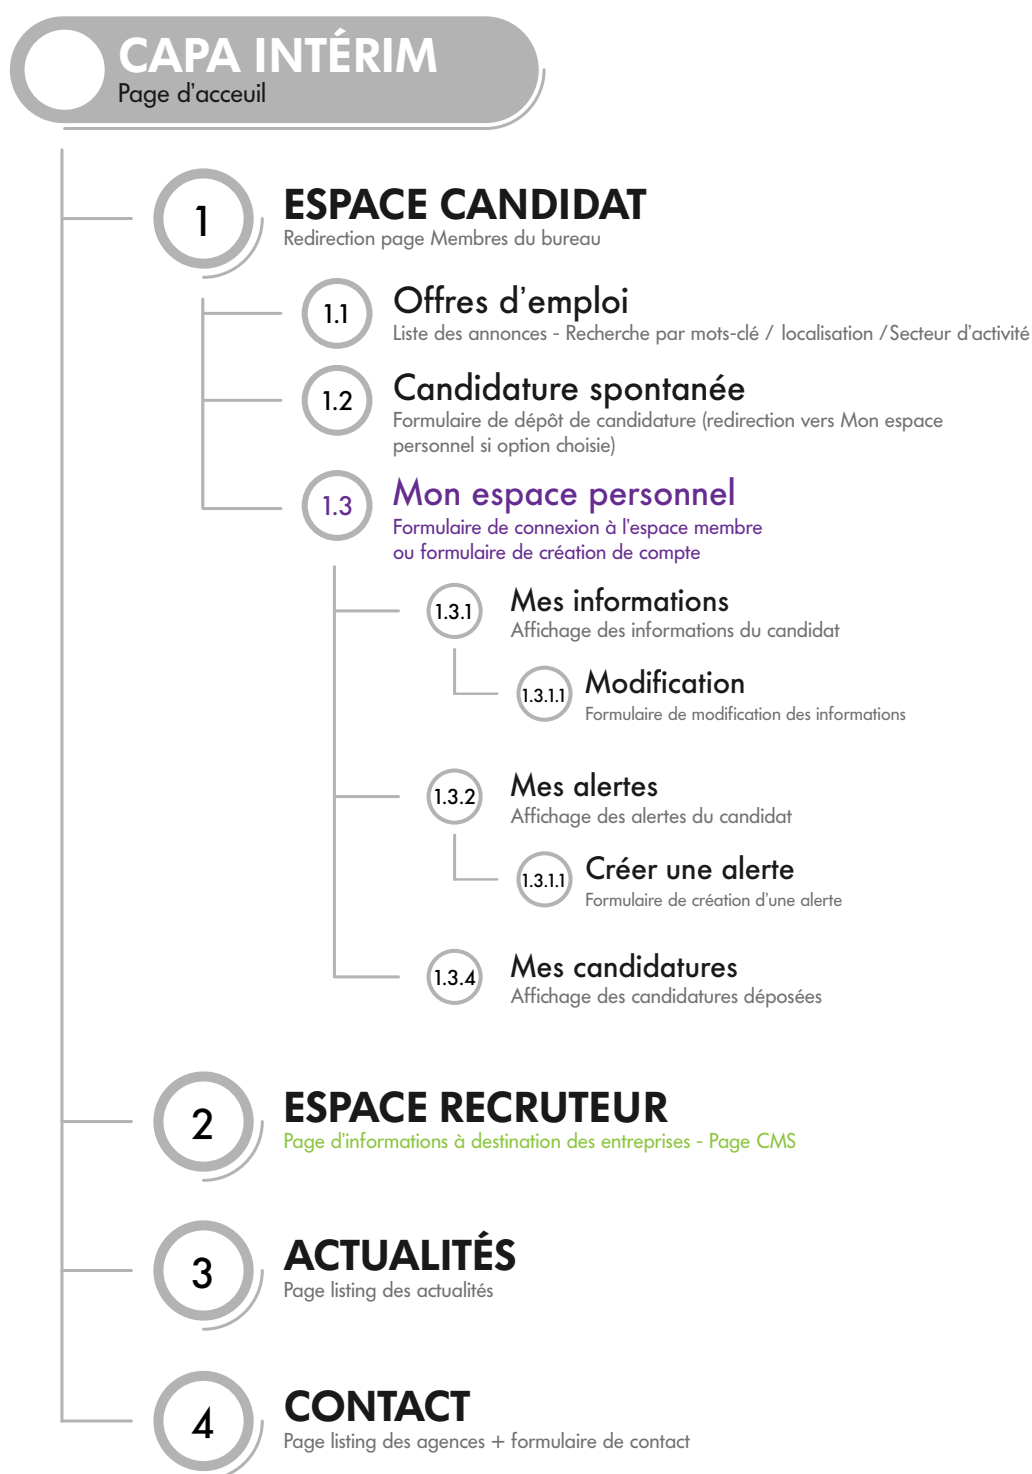 CAPA INTÉRIM
Page d'acceuil
1
ESPACE CANDIDAT
Redirection page Membres du bureau
1.1
Offres d'emploi
Liste des annonces - Recherche par mots-clé / localisation /Secteur d'activité
1.2
Candidature spontanée
Formulaire de dépôt de candidature (redirection vers Mon espace
personnel si option choisie)
1.3
Mon espace personnel
Formulaire de connexion à l'espace membre
ou formulaire de création de compte
1.3.1
Mes informations
Affichage des informations du candidat
1.3.1.1
Modification
Formulaire de modification des informations
1.3.2
Mes alertes
Affichage des alertes du candidat
1.3.1.1
Créer une alerte
Formulaire de création d'une alerte
1.3.4
Mes candidatures
Affichage des candidatures déposées
2
ESPACE RECRUTEUR
Page d'informations à destination des entreprises - Page CMS
3
ACTUALITÉS
Page listing des actualités
4
CONTACT
Page listing des agences + formulaire de contact